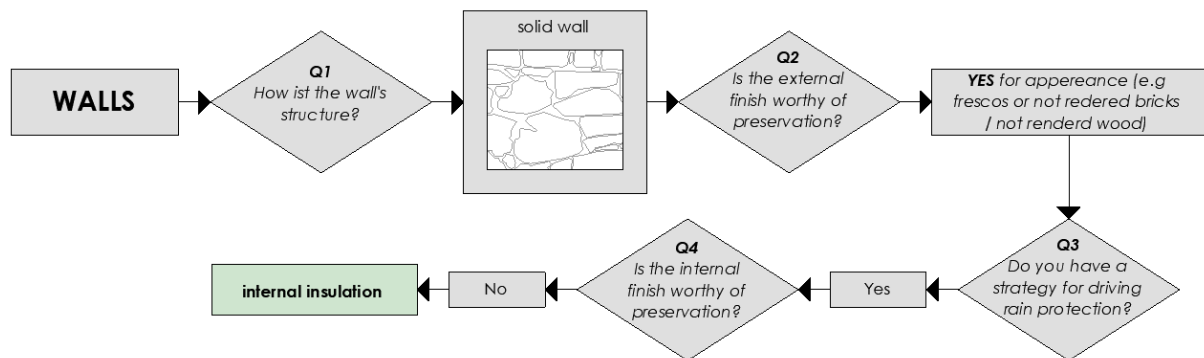 WALLS
Q1
How ist the wall's
structure?
solid wall
Q2
Is the external
finish worthy of
preservation?
YES for appereance (e.g
frescos or not redered bricks
/ not renderd wood)
Q3
Do you have a
strategy for driving
rain protection?
Yes
Q4
Is the internal
finish worthy of
preservation?
No
internal insulation